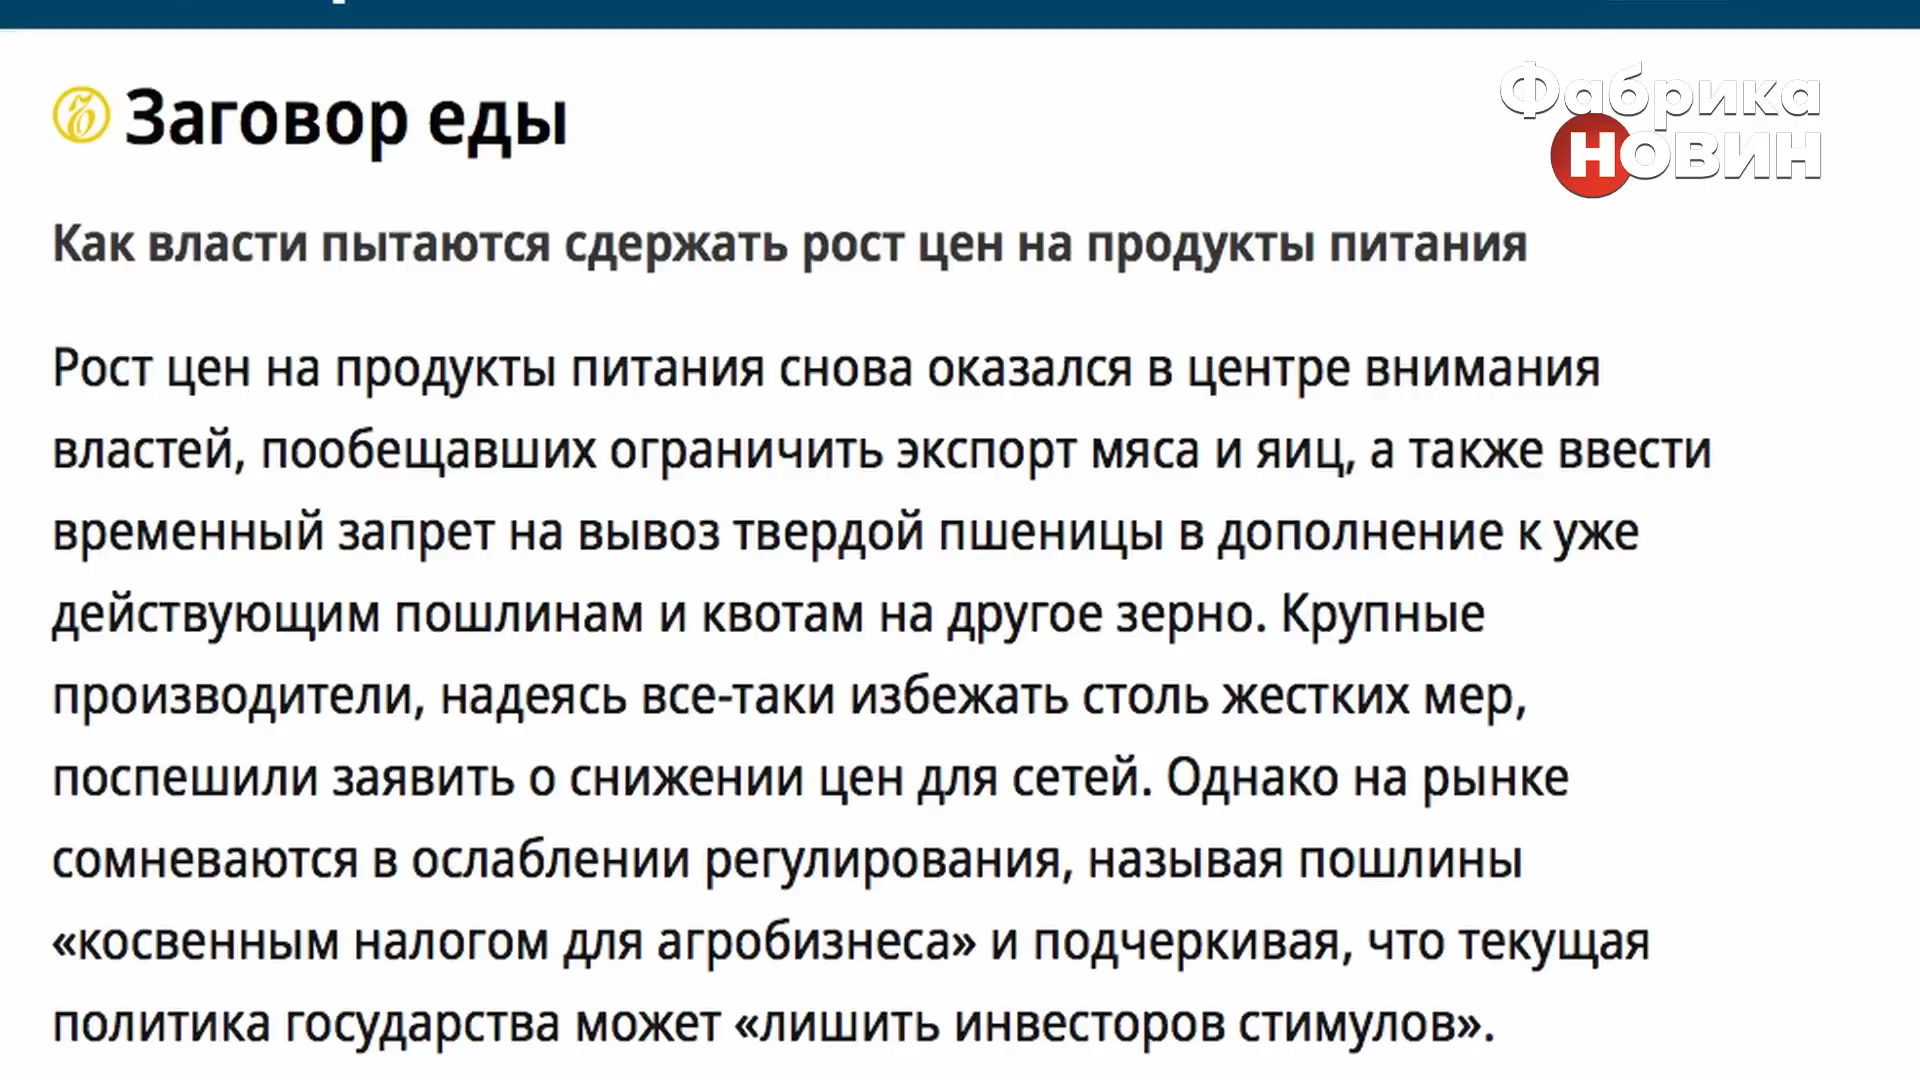 Фабрика
новин
Заговор еды
Как власти пытаются сдержать рост цен на продукты питания
Рост цен на продукты питания снова оказался в центре внимания
властей, пообещавших ограничить экспорт мяса и яиц, а также ввести
временный запрет на вывоз твердой пшеницы в дополнение к уже
действующим пошлинам и квотам на другое зерно. Крупные
производители, надеясь все-таки избежать столь жестких мер,
поспешили заявить о снижении цен для сетей. Однако на рынке
сомневаются в ослаблении регулирования, называя пошлины
«косвенным налогом для агробизнеса» и подчеркивая, что текущая
политика государства может «лишить инвесторов стимулов».